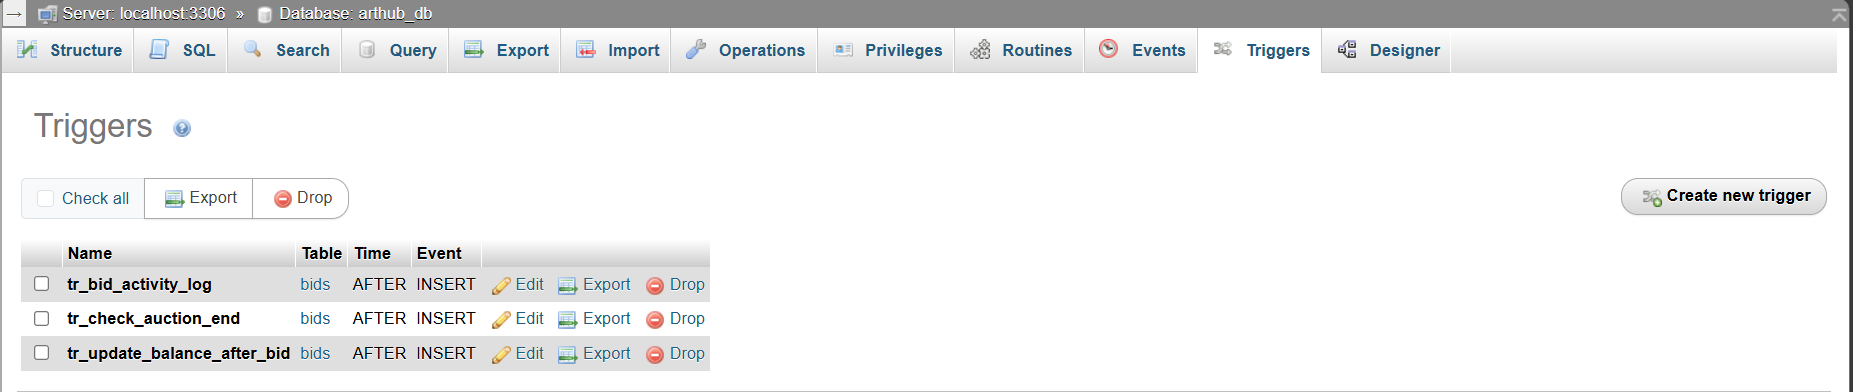 Server: localhost:3306 » Database: arthub_db
Structure SQL Search Query Export Import Operations Privileges Routines Events Triggers Designer
Triggers
Check all Export Drop
Create new trigger
Name Table Time Event
tr_bid_activity_log bids AFTER INSERT Edit Export Drop
tr_check_auction_end bids AFTER INSERT Edit Export Drop
tr_update_balance_after_bid bids AFTER INSERT Edit Export Drop